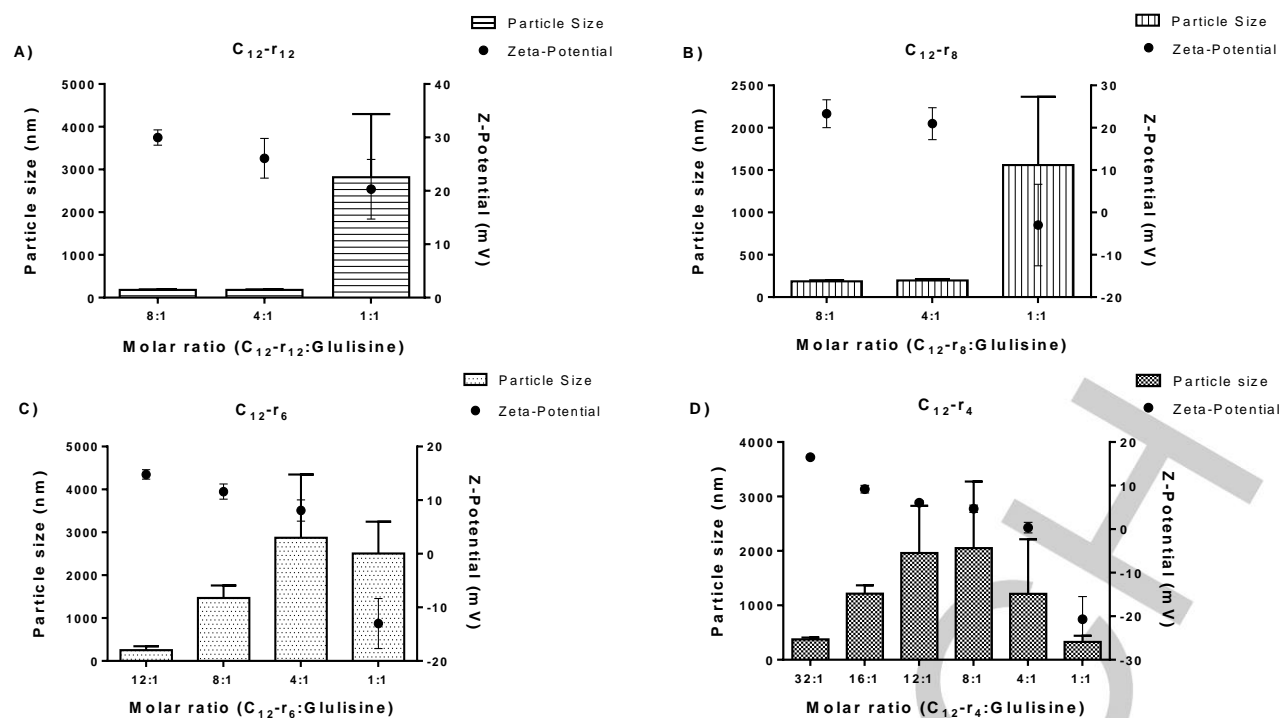 A)
C12-r12
Particle Size
Zeta-Potential
Particle size (nm)
5000
4000
3000
2000
1000
0
Z-Potential (mV)
40
30
20
10
0
8:1 4:1 1:1
Molar ratio (C12-r12:Glulisine)
B)
C12-r8
Particle Size
Zeta-Potential
Particle size (nm)
2500
2000
1500
1000
500
0
Z-Potential (mV)
30
20
10
0
-10
-20
8:1 4:1 1:1
Molar ratio (C12-r8:Glulisine)
C)
C12-r6
Particle Size
Zeta-Potential
Particle size (nm)
5000
4000
3000
2000
1000
0
Z-Potential (mV)
20
10
0
-10
-20
12:1 8:1 4:1 1:1
Molar ratio (C12-r6:Glulisine)
D)
C12-r4
Particle size
Zeta-Potential
Particle size (nm)
4000
3000
2000
1000
0
Z-Potential (mV)
20
10
0
-10
-20
-30
32:1 16:1 12:1 8:1 4:1 1:1
Molar ratio (C12-r4:Glulisine)